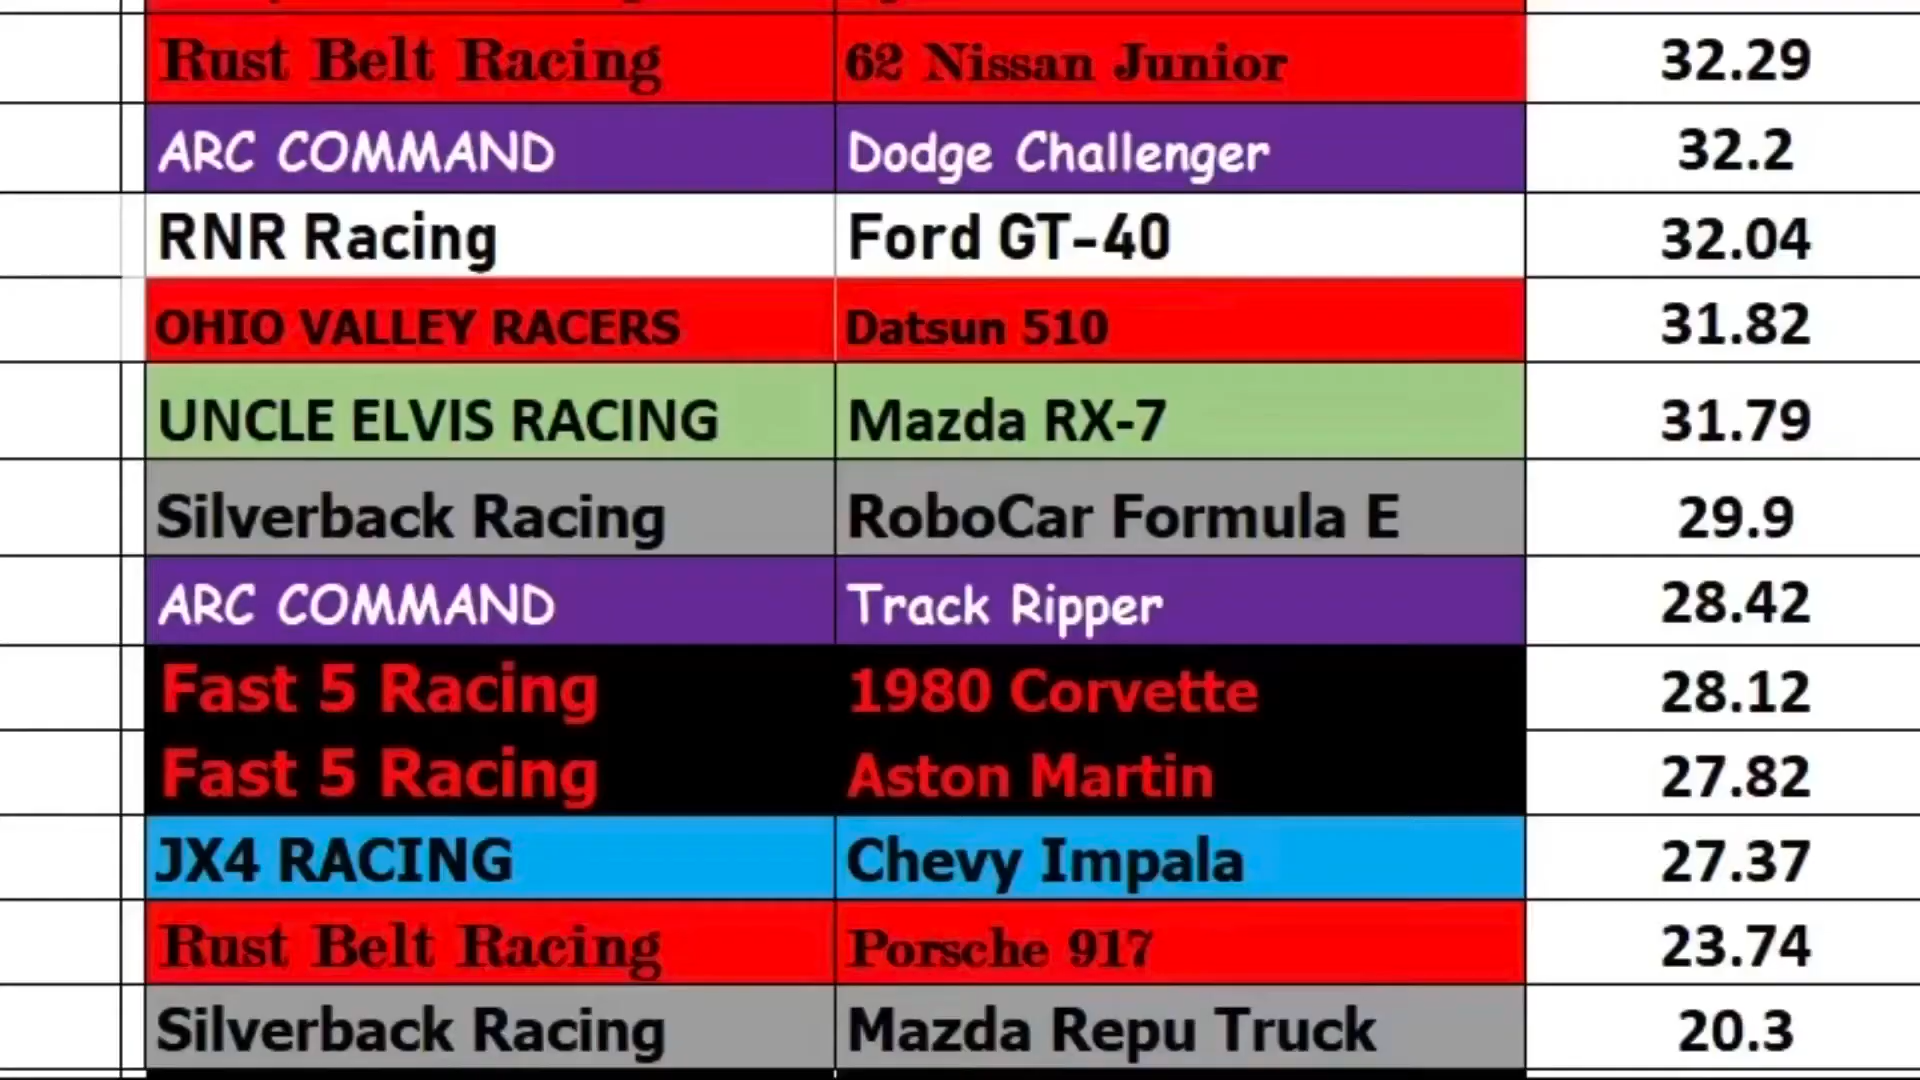 Rust Belt Racing 62 Nissan Junior 32.29
ARC COMMAND Dodge Challenger 32.2
RNR Racing Ford GT-40 32.04
OHIO VALLEY RACERS Datsun 510 31.82
UNCLE ELVIS RACING Mazda RX-7 31.79
Silverback Racing RoboCar Formula E 29.9
ARC COMMAND Track Ripper 28.42
Fast 5 Racing 1980 Corvette 28.12
Fast 5 Racing Aston Martin 27.82
JX4 RACING Chevy Impala 27.37
Rust Belt Racing Porsche 917 23.74
Silverback Racing Mazda Repu Truck 20.3